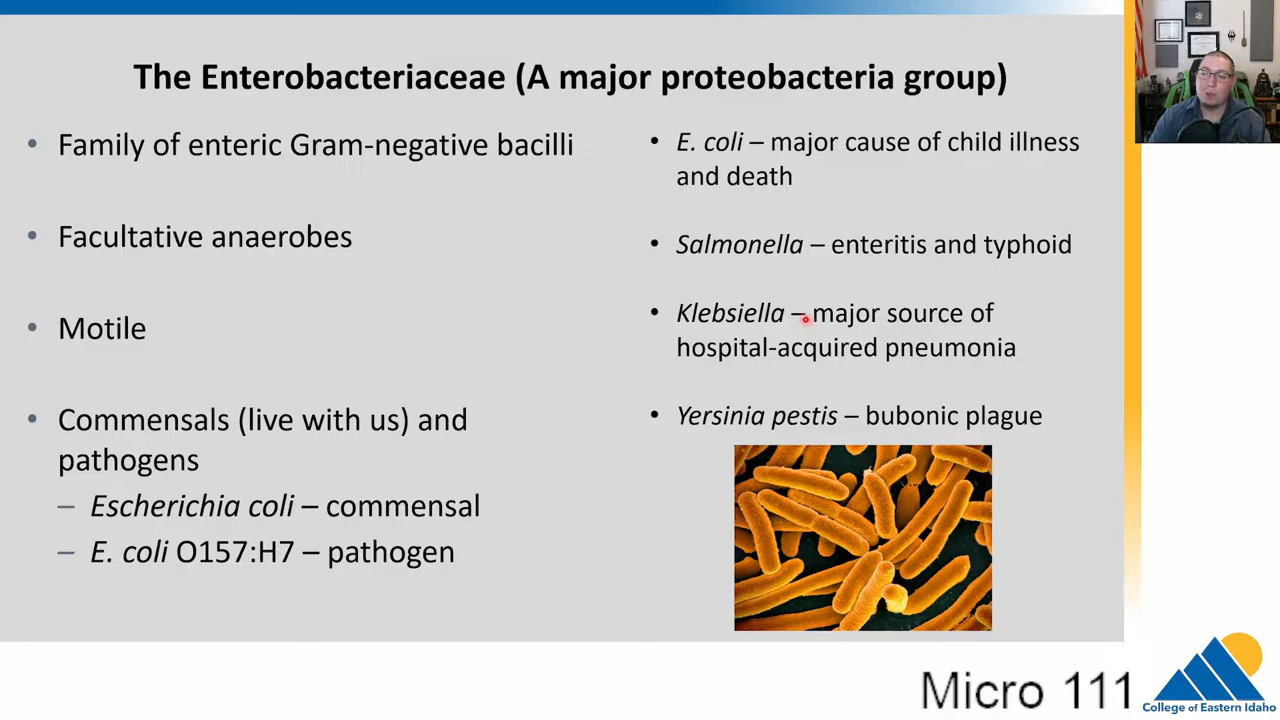 The Enterobacteriaceae (A major proteobacteria group)
• Family of enteric Gram-negative bacilli
• Facultative anaerobes
• Motile
• Commensals (live with us) and
pathogens
– Escherichia coli – commensal
– E. coli O157:H7 – pathogen
• E. coli – major cause of child illness
and death
• Salmonella – enteritis and typhoid
• Klebsiella – major source of
hospital-acquired pneumonia
• Yersinia pestis – bubonic plague
Micro 111
College of Eastern Idaho